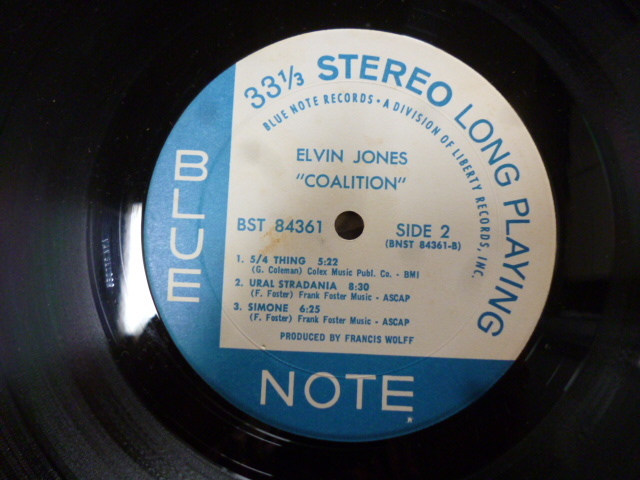 33⅓ STEREO LONG PLAYING
BLUE NOTE RECORDS • A DIVISION OF LIBERTY RECORDS, INC.
BLUE
ELVIN JONES
"COALITION"
BST 84361 SIDE 2
(BNST 84361-B)
1. 5/4 THING 5:22
(G. Coleman) Colex Music Publ. Co. - BMI
2. URAL STRADANIA 8:30
(F. Foster) Frank Foster Music - ASCAP
3. SIMONE 6:25
(F. Foster) Frank Foster Music - ASCAP
PRODUCED BY FRANCIS WOLFF
NOTE